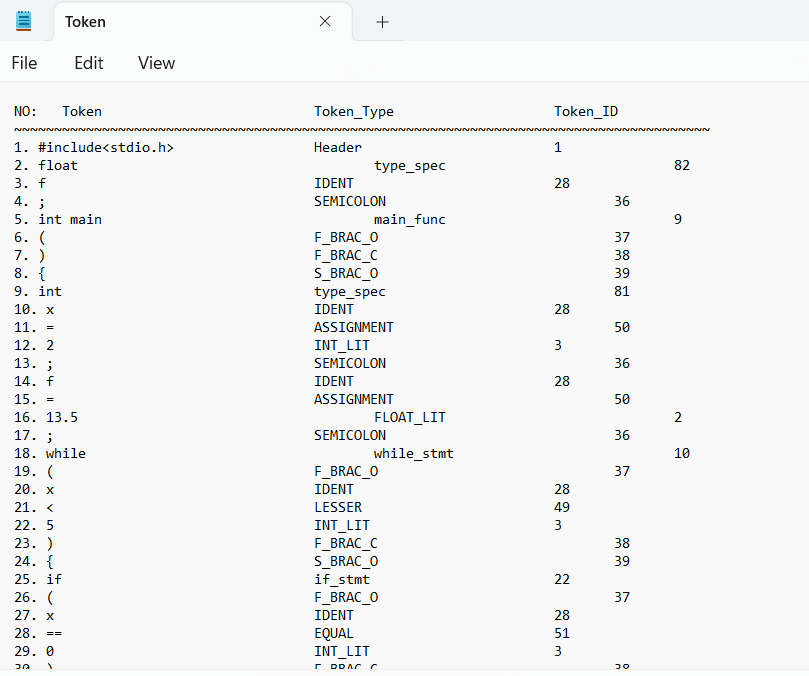 Token
File Edit View
NO: Token Token_Type Token_ID
~~~~~~~~~~~~~~~~~~~~~~~~~~~~~~~~~~~~~~~~~~~~~~~~~~~~~~~~~~~~~~~~~~~~~~~~~~~~~~~~~~~~~~~
1. #include<stdio.h> Header 1
2. float type_spec 82
3. f IDENT 28
4. ; SEMICOLON 36
5. int main main_func 9
6. ( F_BRAC_O 37
7. ) F_BRAC_C 38
8. { S_BRAC_O 39
9. int type_spec 81
10. x IDENT 28
11. = ASSIGNMENT 50
12. 2 INT_LIT 3
13. ; SEMICOLON 36
14. f IDENT 28
15. = ASSIGNMENT 50
16. 13.5 FLOAT_LIT 2
17. ; SEMICOLON 36
18. while while_stmt 10
19. ( F_BRAC_O 37
20. x IDENT 28
21. < LESSER 49
22. 5 INT_LIT 3
23. ) F_BRAC_C 38
24. { S_BRAC_O 39
25. if if_stmt 22
26. ( F_BRAC_O 37
27. x IDENT 28
28. == EQUAL 51
29. 0 INT_LIT 3
30. ) F_BRAC_C 38